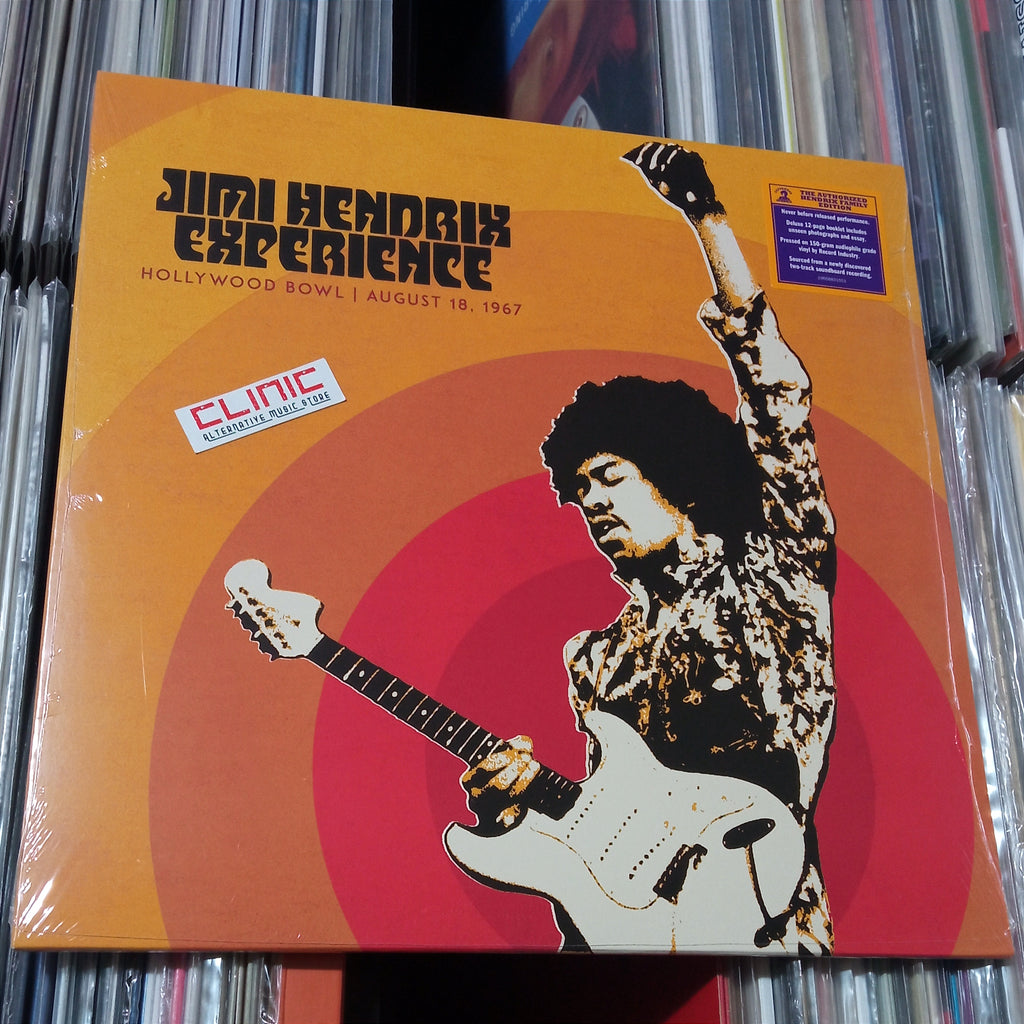 JIMI HENDRIX
EXPERIENCE
HOLLYWOOD BOWL | AUGUST 18, 1967
THE AUTHORIZED
HENDRIX FAMILY
EDITION
Never before released performance.
Deluxe 12-page booklet includes
unseen photographs and essay.
Pressed on 150-gram audiophile grade
vinyl by Record Industry.
Sourced from a newly discovered
two-track soundboard recording.
CLINIC
ALTERNATIVE MUSIC STORE